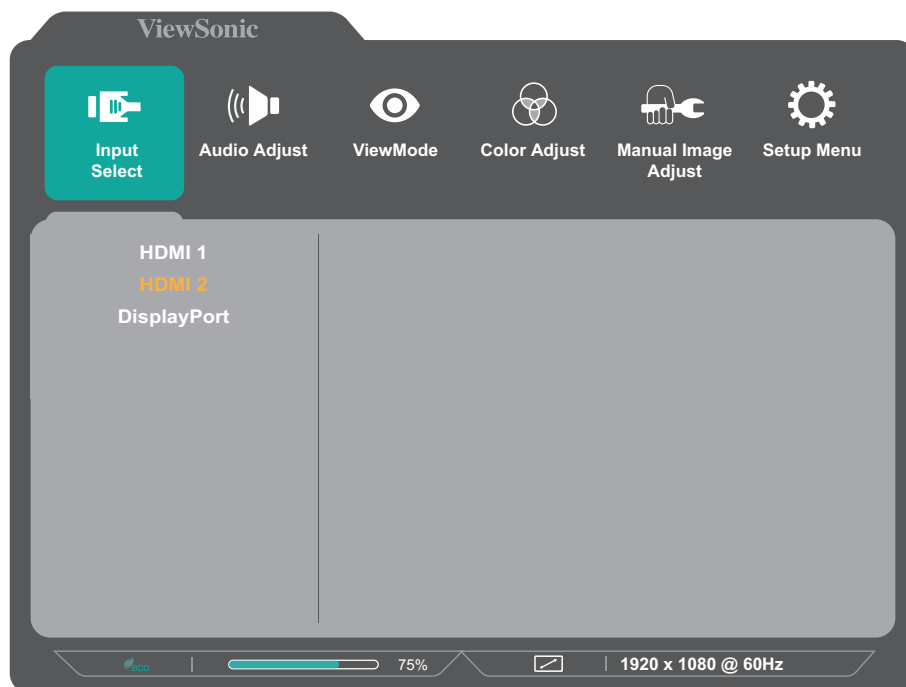 ViewSonic
Input Select
Audio Adjust
ViewMode
Color Adjust
Manual Image Adjust
Setup Menu
HDMI 1
HDMI 2
DisplayPort
eco
75%
1920 x 1080 @ 60Hz